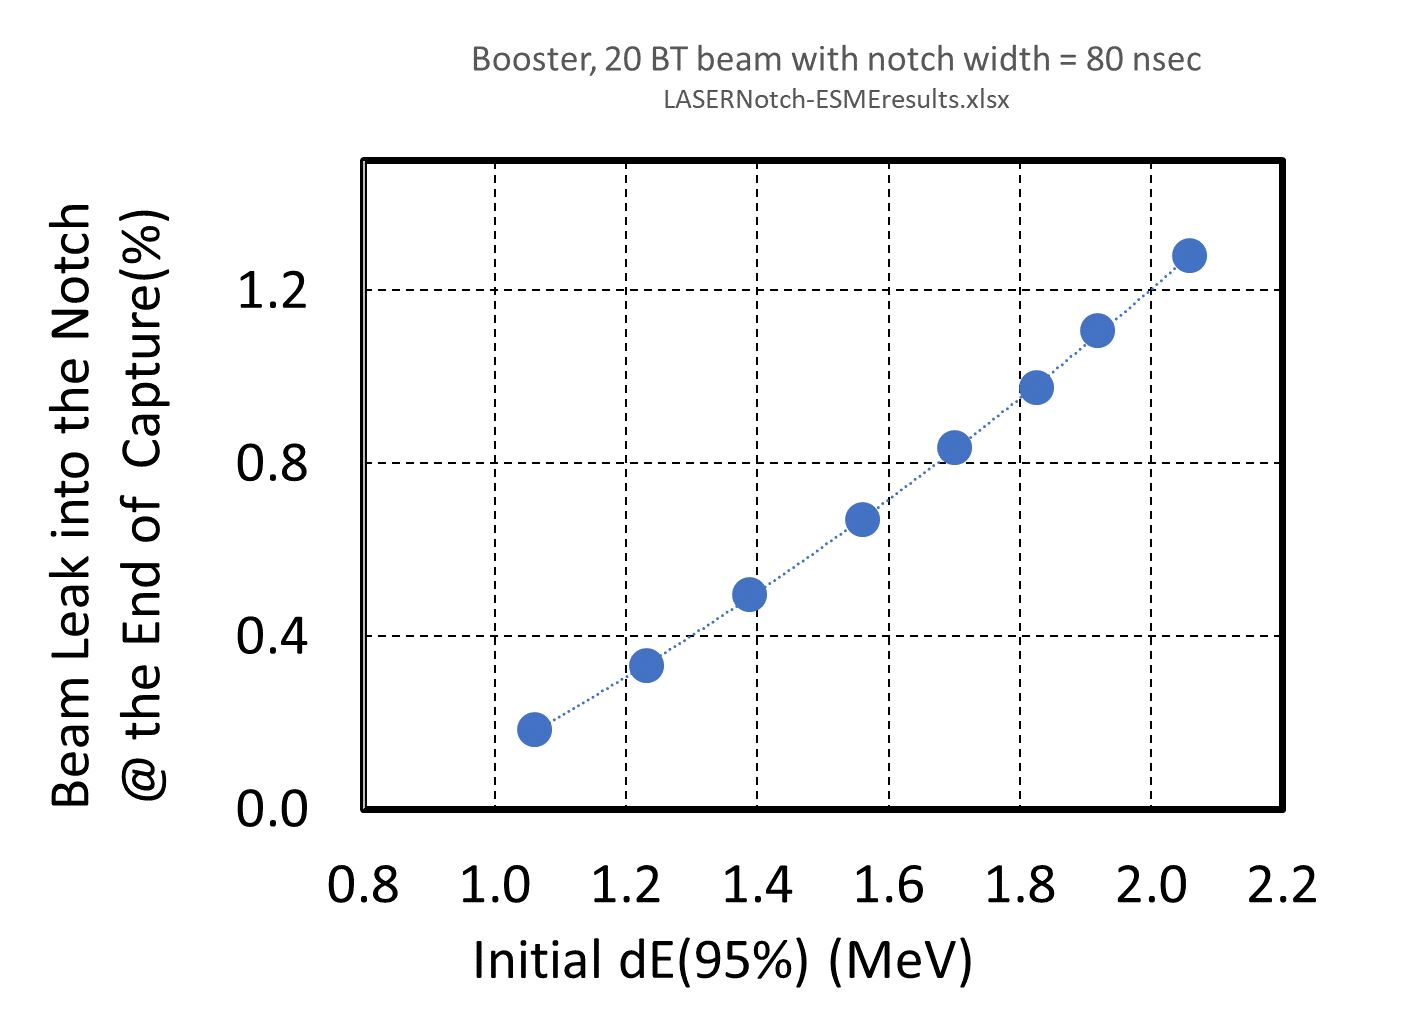 Booster, 20 BT beam with notch width = 80 nsec
LASERNotch-ESMEresults.xlsx
Beam Leak into the Notch
@ the End of Capture(%)
1.2
0.8
0.4
0.0
0.8 1.0 1.2 1.4 1.6 1.8 2.0 2.2
Initial dE(95%) (MeV)